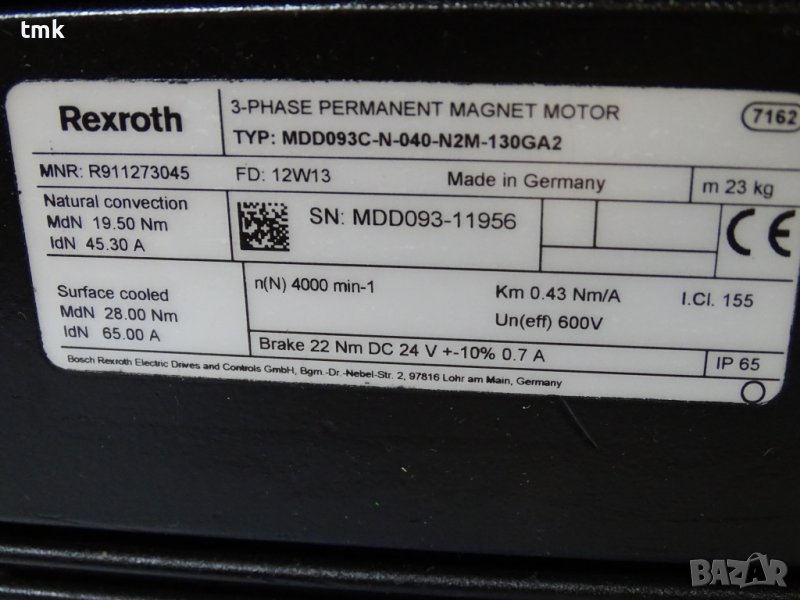 tmk
Rexroth
3-PHASE PERMANENT MAGNET MOTOR
7162
TYP: MDD093C-N-040-N2M-130GA2
MNR: R911273045
FD: 12W13
Made in Germany
m 23 kg
Natural convection
MdN 19.50 Nm
IdN 45.30 A
SN: MDD093-11956
CE
Surface cooled
MdN 28.00 Nm
IdN 65.00 A
n(N) 4000 min-1
Km 0.43 Nm/A
I.Cl. 155
Un(eff) 600V
Brake 22 Nm DC 24 V +-10% 0.7 A
IP 65
Bosch Rexroth Electric Drives and Controls GmbH, Bgm.-Dr.-Nebel-Str. 2, 97816 Lohr am Main, Germany
BAZAR